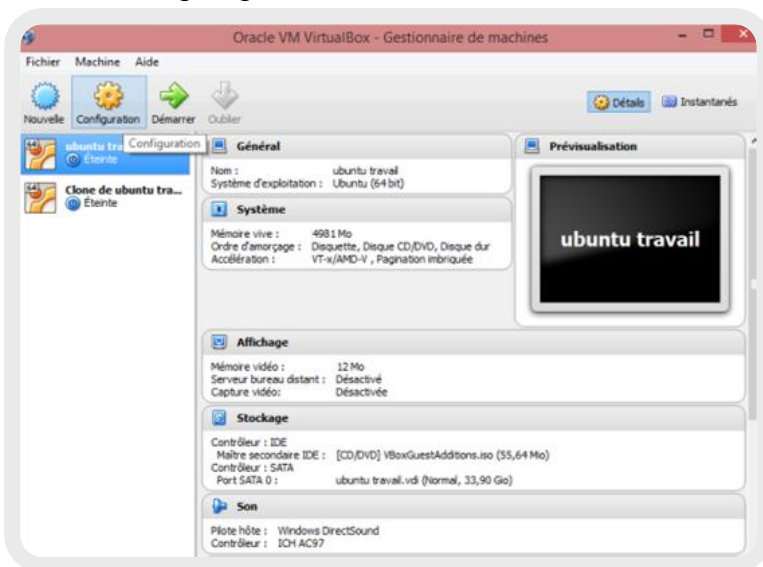 Oracle VM VirtualBox - Gestionnaire de machines
Fichier Machine Aide
Nouvelle Configuration Démarrer Oublier
Détails Instantanés
ubuntu tra
Éteinte
Configuration
Clone de ubuntu tra...
Éteinte
Général
Nom : ubuntu travail
Système d'exploitation : Ubuntu (64 bit)
Système
Mémoire vive : 4981 Mo
Ordre d'amorçage : Disquette, Disque CD/DVD, Disque dur
Accélération : VT-x/AMD-V , Pagination imbriquée
Prévisualisation
ubuntu travail
Affichage
Mémoire vidéo : 12 Mo
Serveur bureau distant : Désactivé
Capture vidéo: Désactivée
Stockage
Contrôleur : IDE
Maître secondaire IDE : [CD/DVD] VBoxGuestAdditions.iso (55,64 Mio)
Contrôleur : SATA
Port SATA 0 : ubuntu travail.vdi (Normal, 33,90 Gio)
Son
Pilote hôte : Windows DirectSound
Contrôleur : ICH AC97